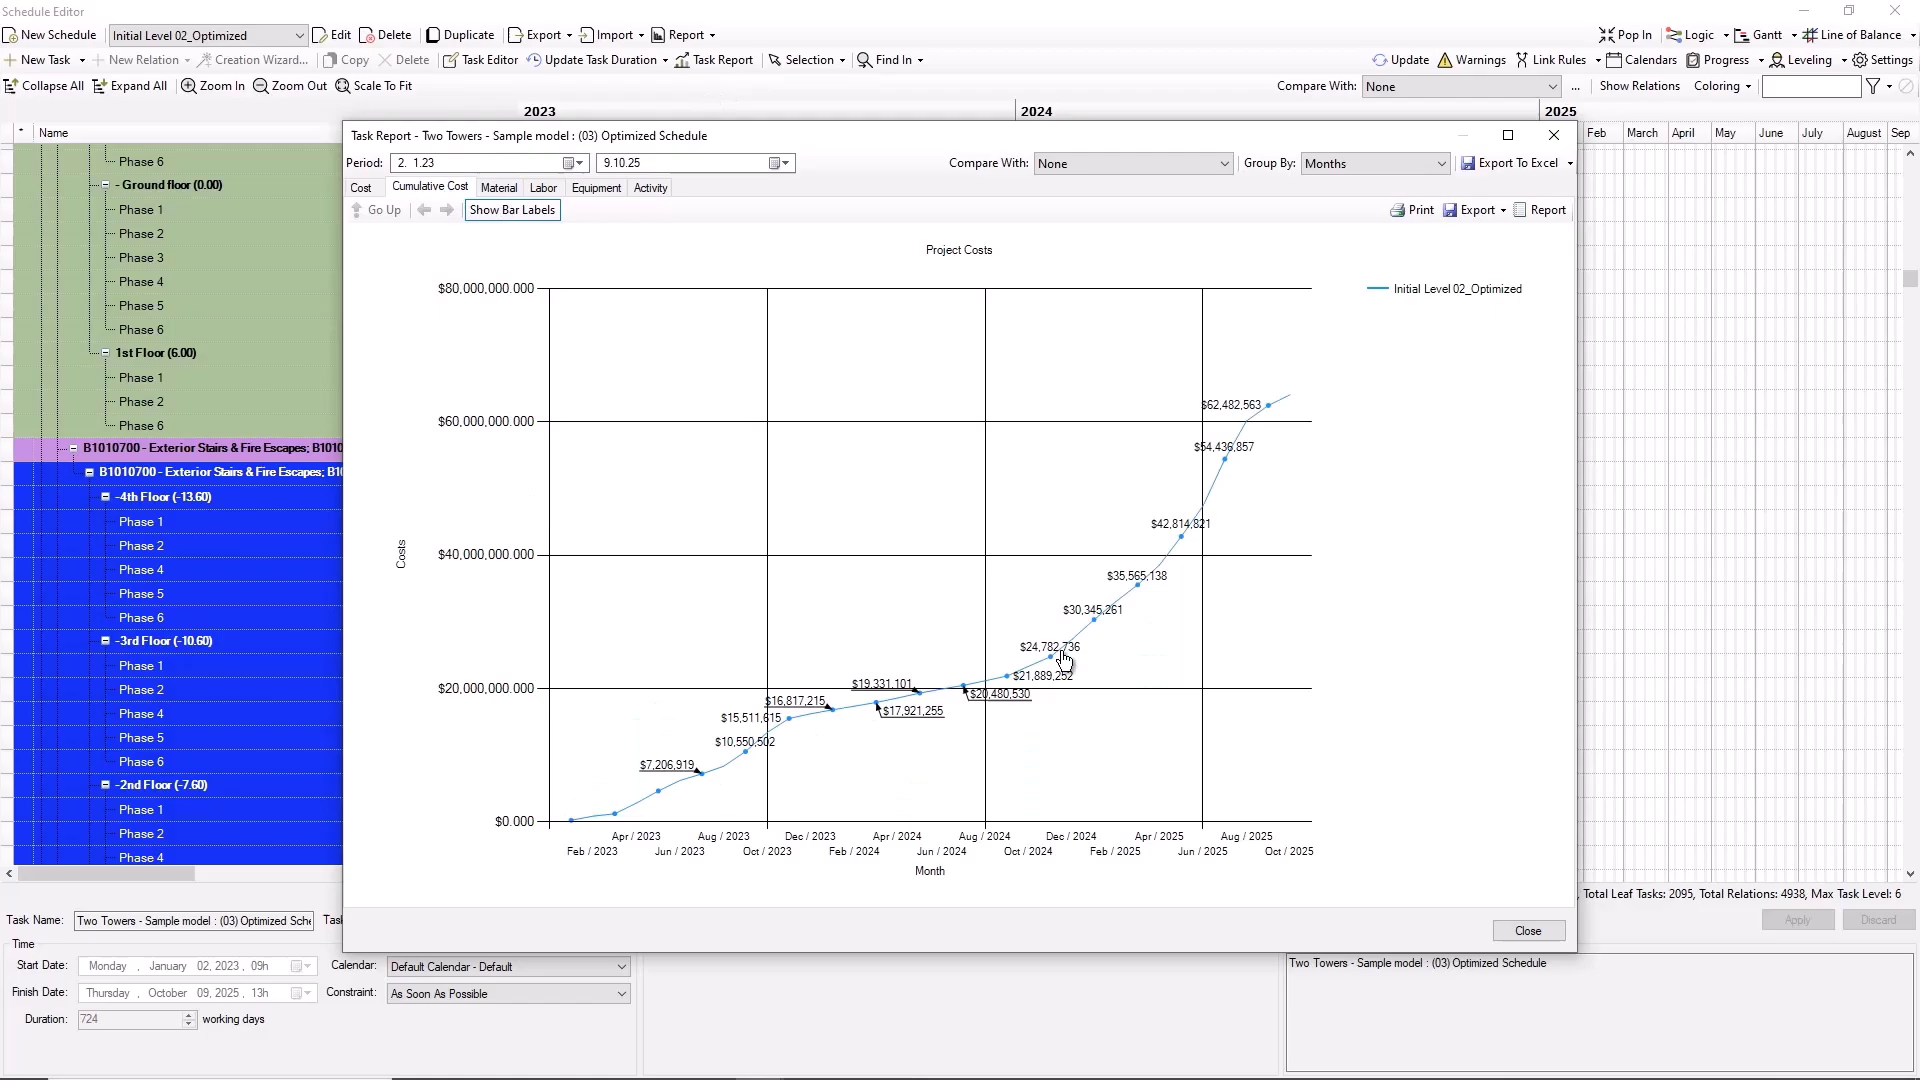 Schedule Editor
New Schedule Initial Level 02_Optimized Edit Delete Duplicate Export Import Report Pop In Logic Gantt Line of Balance
New Task New Relation Creation Wizard... Copy Delete Task Editor Update Task Duration Task Report Selection Find In Update Warnings Link Rules Calendars Progress Leveling Settings
Collapse All Expand All Zoom In Zoom Out Scale To Fit Compare With: None ... Show Relations Coloring
2023 2024 2025
* Name Feb March April May June July August Sep
Phase 6
- Ground floor (0.00)
Phase 1
Phase 2
Phase 3
Phase 4
Phase 5
Phase 6
1st Floor (6.00)
Phase 1
Phase 2
Phase 6
B1010700 - Exterior Stairs & Fire Escapes; B1010
B1010700 - Exterior Stairs & Fire Escapes; B10
-4th Floor (-13.60)
Phase 1
Phase 2
Phase 4
Phase 5
Phase 6
-3rd Floor (-10.60)
Phase 1
Phase 2
Phase 4
Phase 5
Phase 6
-2nd Floor (-7.60)
Phase 1
Phase 2
Phase 4
Task Report - Two Towers - Sample model : (03) Optimized Schedule
Period: 2. 1.23 9.10.25 Compare With: None Group By: Months Export To Excel
Cost Cumulative Cost Material Labor Equipment Activity
Go Up Show Bar Labels Print Export Report
Project Costs
Initial Level 02_Optimized
Costs
$80,000,000.000
$60,000,000.000
$40,000,000.000
$20,000,000.000
$0.000
$62,482,563
$54,436,857
$42,814,821
$35,565,138
$30,345,261
$24,782,736
$21,889,252
$19,331,101
$20,480,530
$16,817,215
$17,921,255
$15,511,615
$10,550,502
$7,206,919
Apr / 2023 Aug / 2023 Dec / 2023 Apr / 2024 Aug / 2024 Dec / 2024 Apr / 2025 Aug / 2025
Feb / 2023 Jun / 2023 Oct / 2023 Feb / 2024 Jun / 2024 Oct / 2024 Feb / 2025 Jun / 2025 Oct / 2025
Month
Close
, Total Leaf Tasks: 2095, Total Relations: 4938, Max Task Level: 6
Task Name: Two Towers - Sample model : (03) Optimized Sche Task Apply Discard
Time
Start Date: Monday , January 02, 2023 , 09h Calendar: Default Calendar - Default
Finish Date: Thursday , October 09, 2025 , 13h Constraint: As Soon As Possible
Duration: 724 working days
Two Towers - Sample model : (03) Optimized Schedule